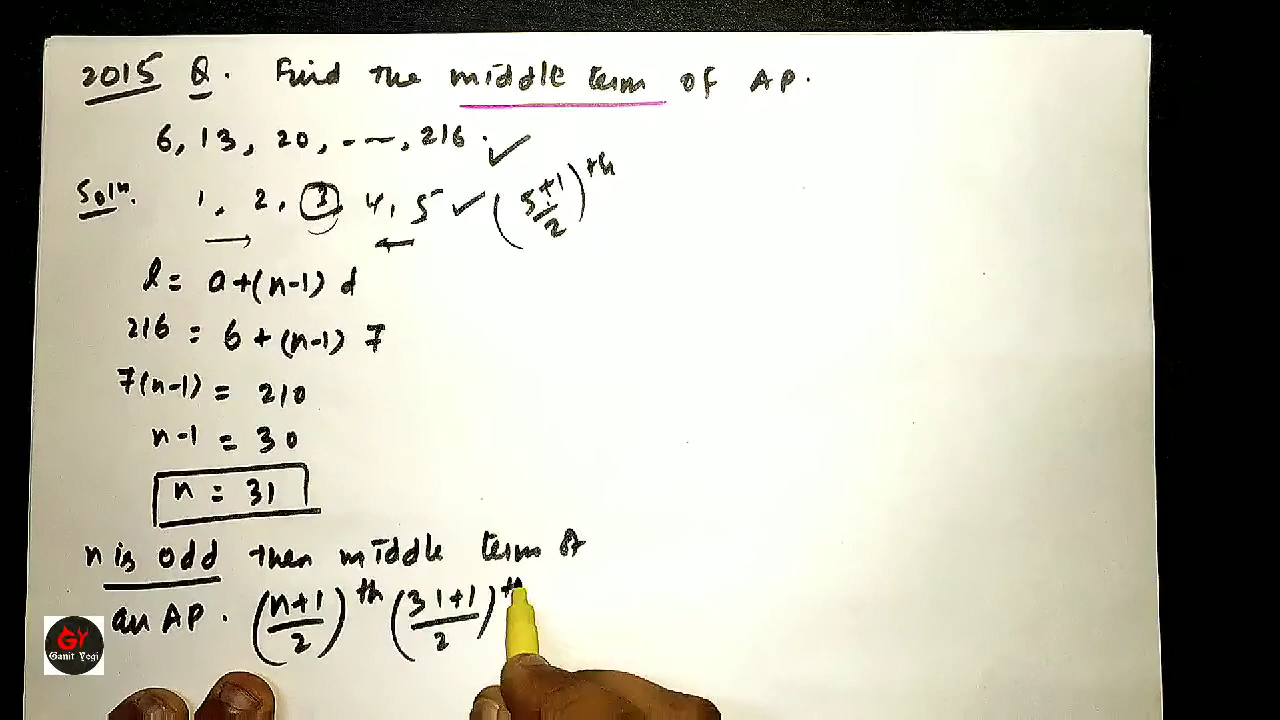 2015 Q. Find the middle term of AP.
6, 13, 20, -----, 216.
Soln. 1, 2, 3 4, 5 (5+1/2)th
l = a+(n-1) d
216 = 6 + (n-1) 7
7(n-1) = 210
n-1 = 30
n = 31
n is odd then middle term of
an AP. (n+1/2)th (31+1/2)th
GY
Ganit Yogi